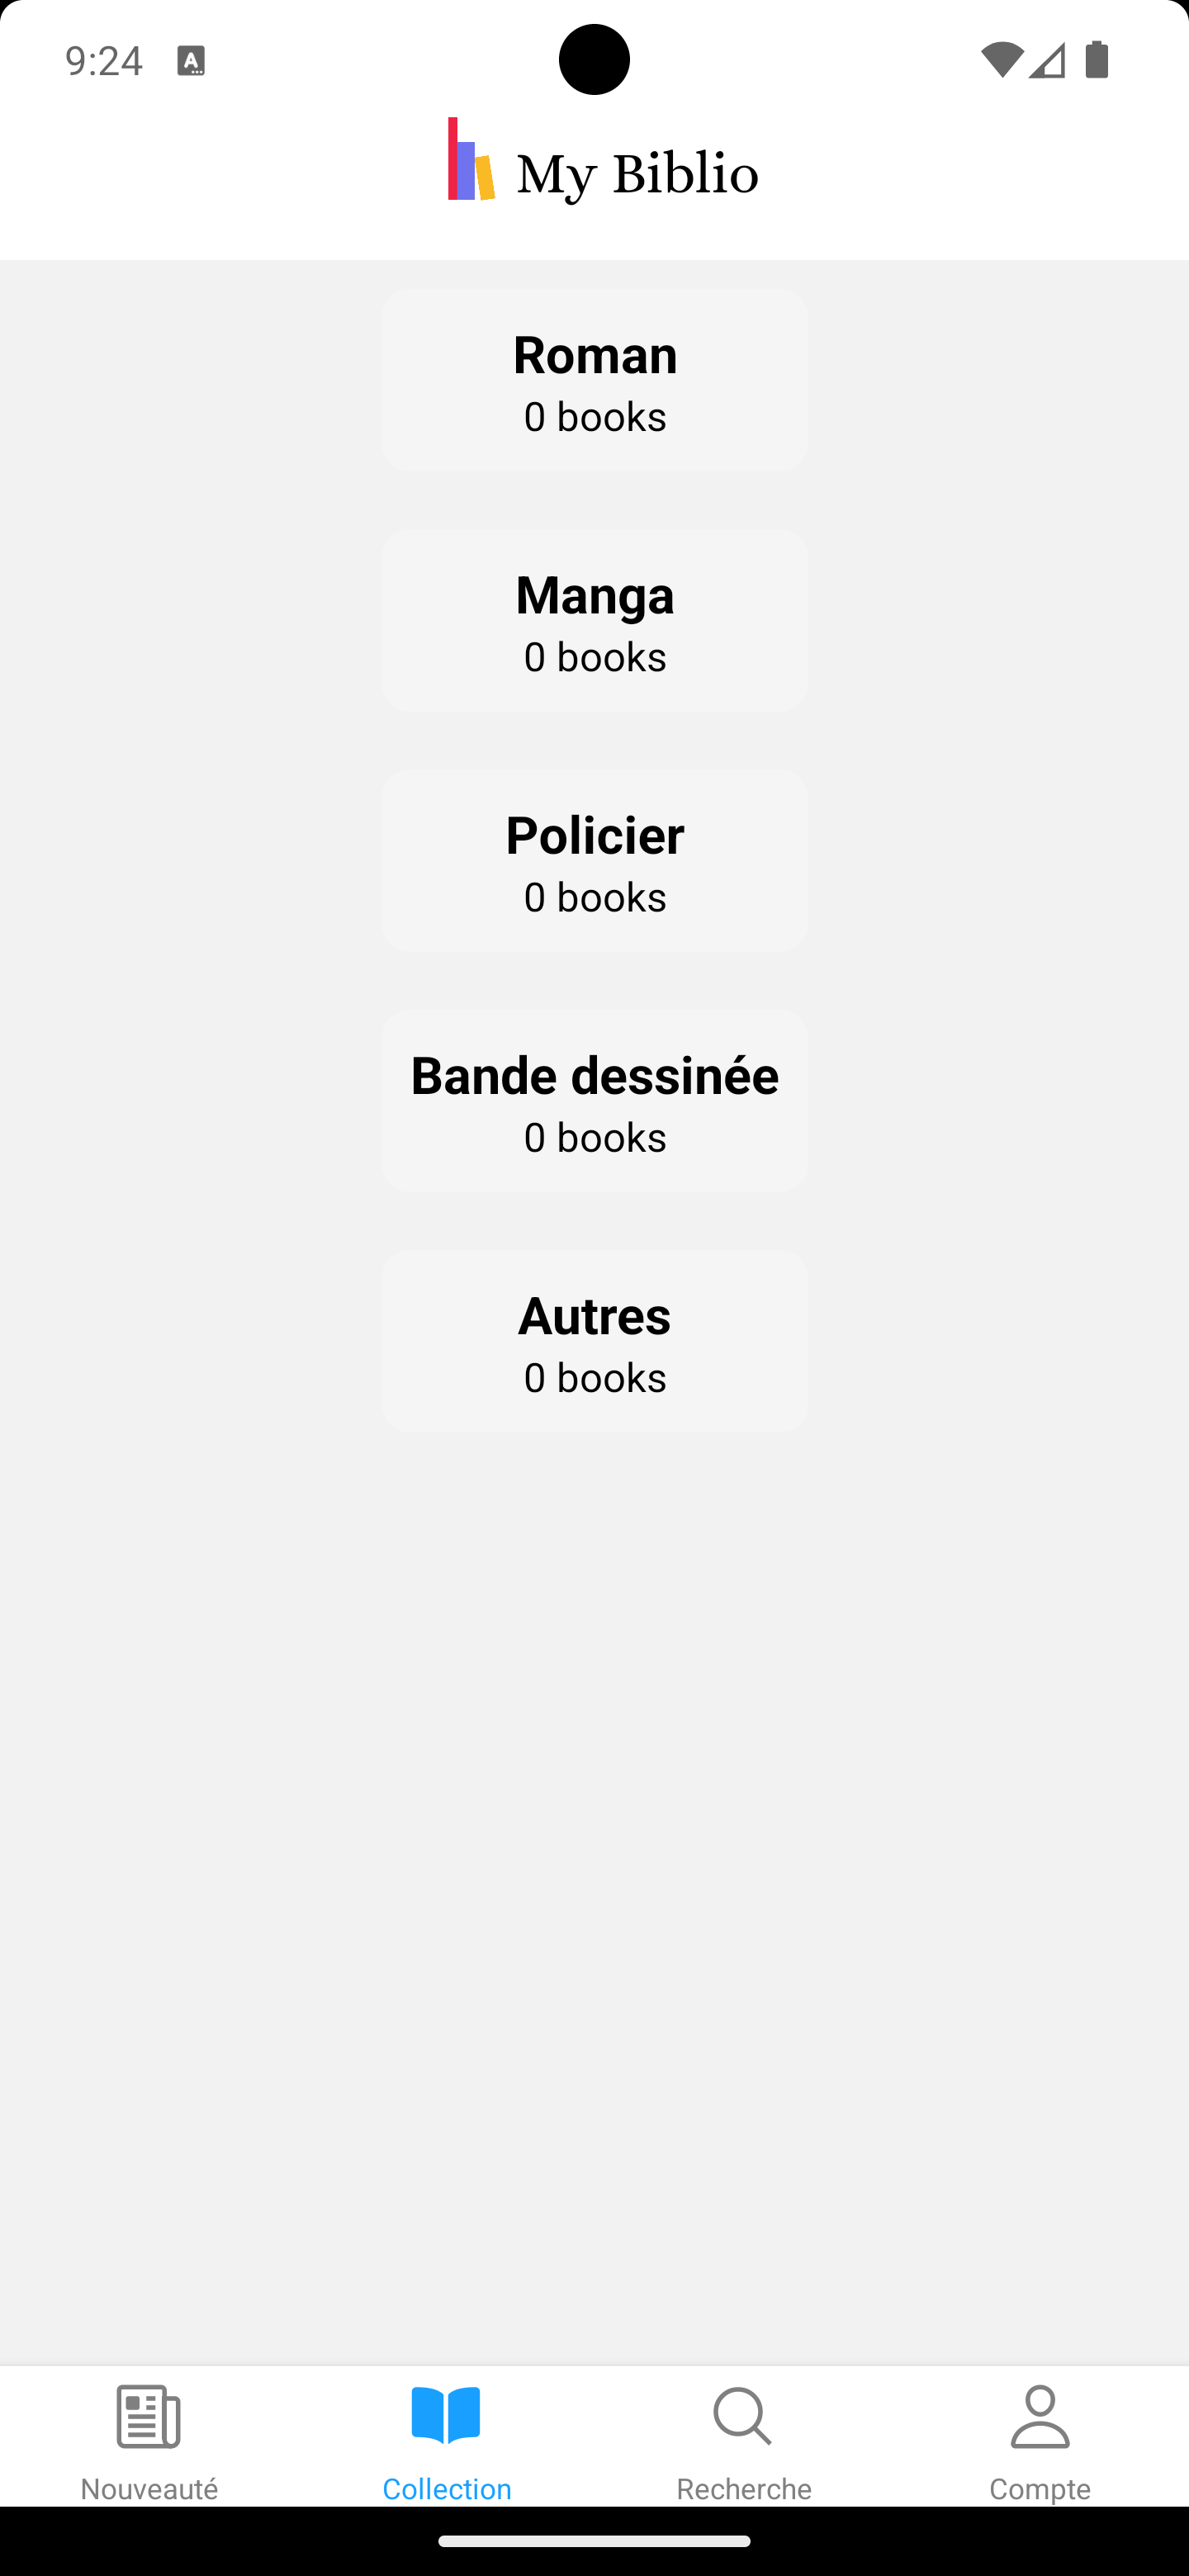 9:24
My Biblio
Roman
0 books
Manga
0 books
Policier
0 books
Bande dessinée
0 books
Autres
0 books
Nouveauté
Collection
Recherche
Compte